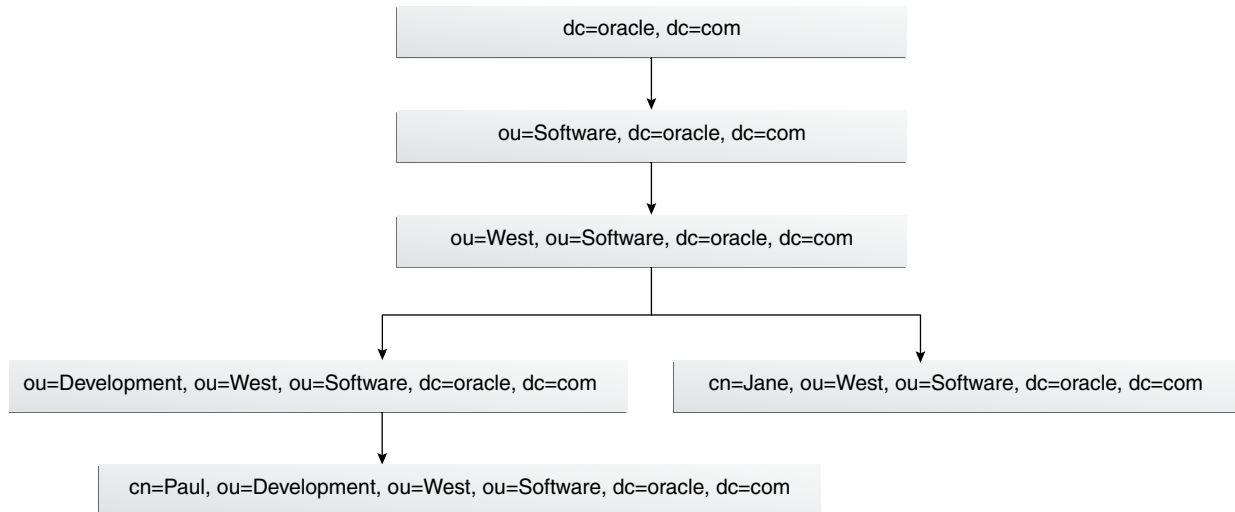 dc=oracle, dc=com
ou=Software, dc=oracle, dc=com
ou=West, ou=Software, dc=oracle, dc=com
ou=Development, ou=West, ou=Software, dc=oracle, dc=com
cn=Jane, ou=West, ou=Software, dc=oracle, dc=com
cn=Paul, ou=Development, ou=West, ou=Software, dc=oracle, dc=com